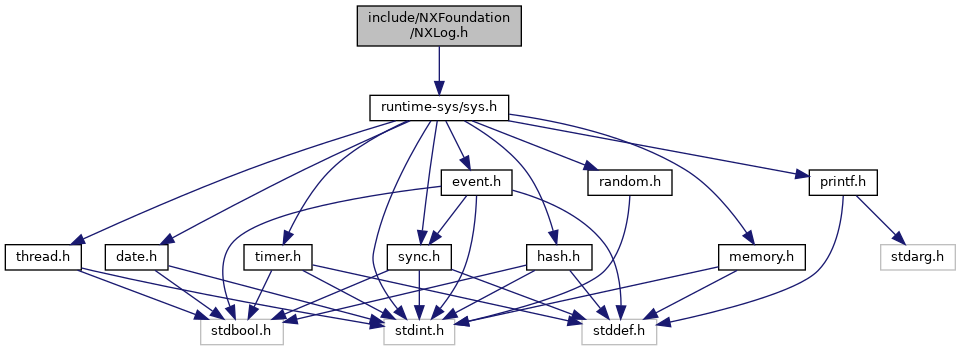 include/NXFoundation
/NXLog.h
runtime-sys/sys.h
event.h
random.h
printf.h
thread.h
date.h
timer.h
sync.h
hash.h
memory.h
stdarg.h
stdbool.h
stdint.h
stddef.h